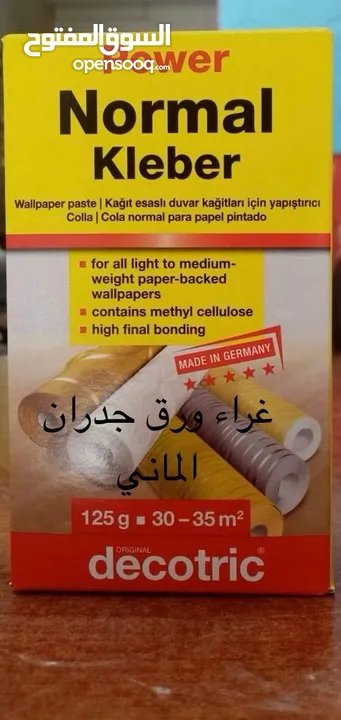 السوق المفتوح
opensooq.com
Power
Normal
Kleber
Wallpaper paste | Kağıt esaslı duvar kağıtları için yapıştırıcı
Colla | Cola normal para papel pintado
for all light to medium-
weight paper-backed
wallpapers
contains methyl cellulose
high final bonding
MADE IN GERMANY
غراء ورق جدران
الماني
125 g ■ 30 – 35 m²
ORIGINAL
decotric®